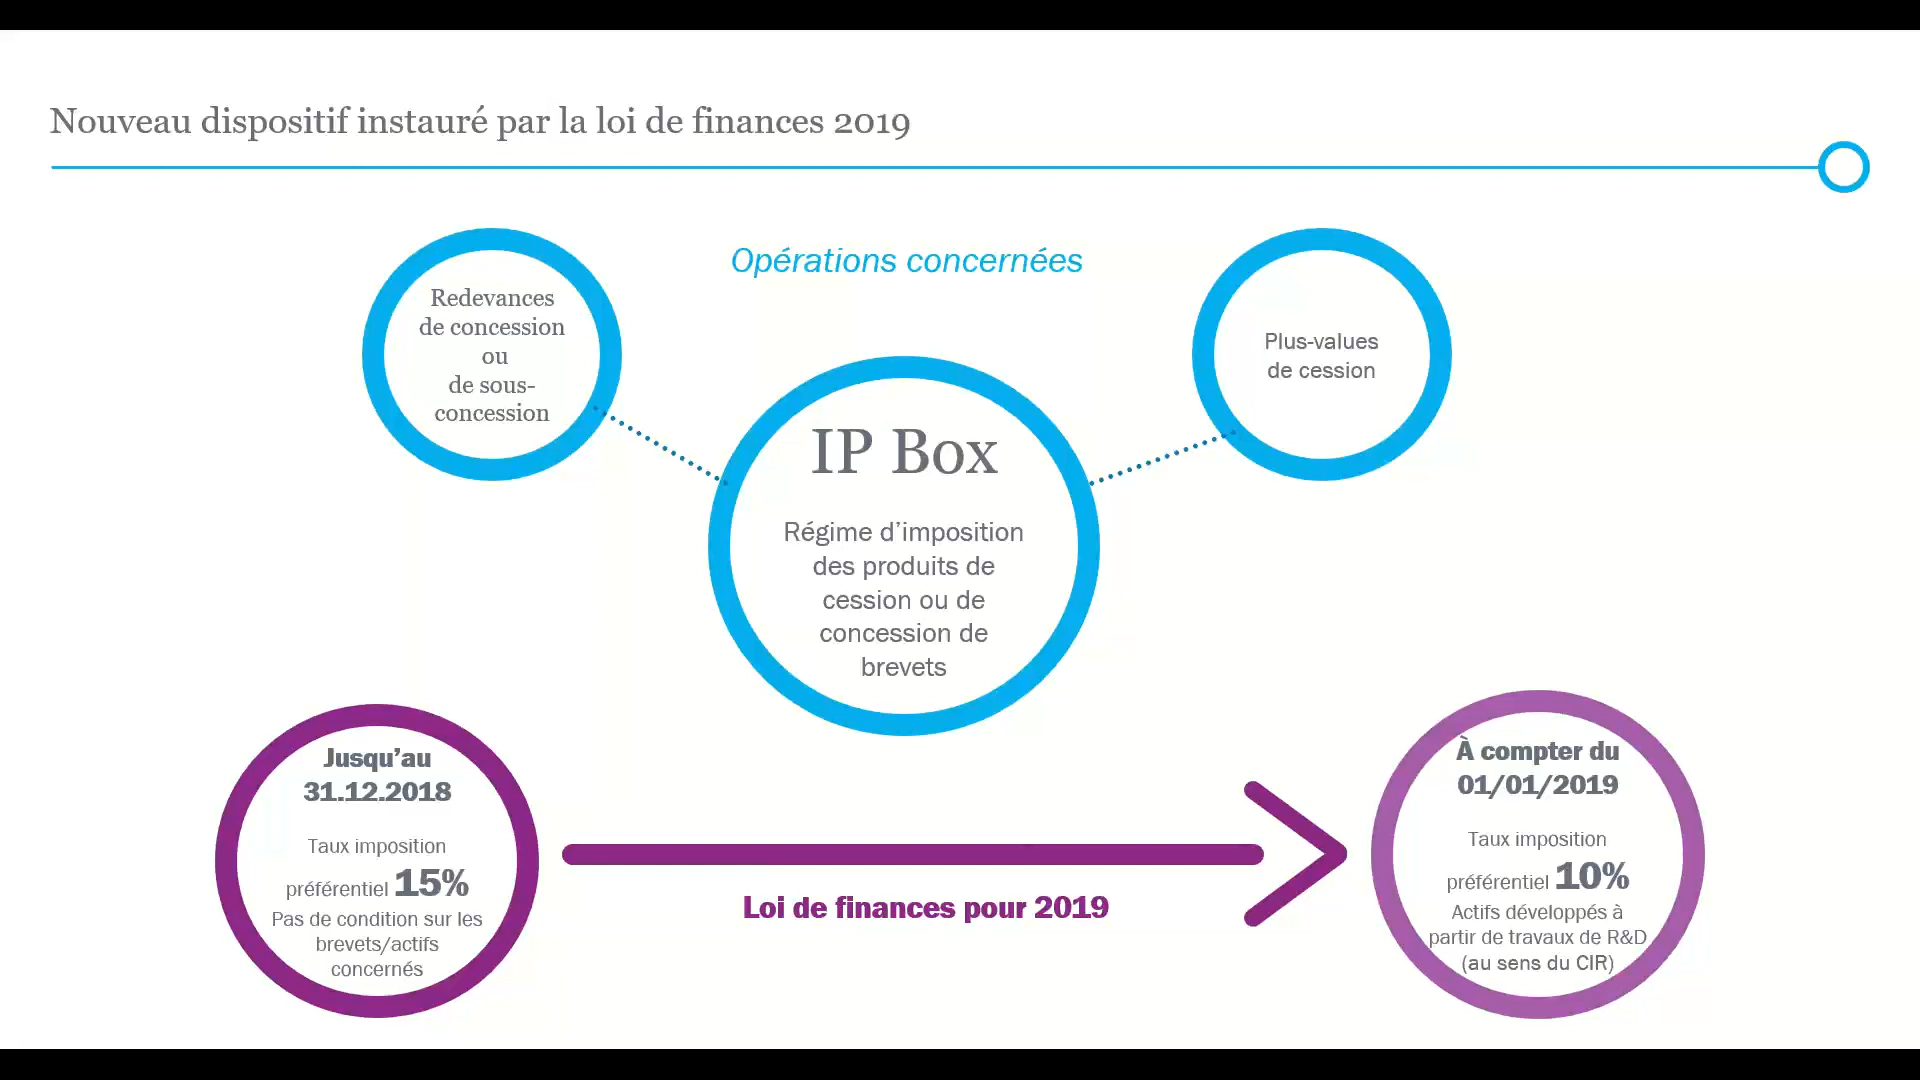 Nouveau dispositif instauré par la loi de finances 2019
Opérations concernées
Redevances
de concession
ou
de sous-
concession
Plus-values
de cession
IP Box
Régime d’imposition
des produits de
cession ou de
concession de
brevets
Jusqu’au
31.12.2018
Taux imposition
préférentiel 15%
Pas de condition sur les
brevets/actifs
concernés
Loi de finances pour 2019
À compter du
01/01/2019
Taux imposition
préférentiel 10%
Actifs développés à
partir de travaux de R&D
(au sens du CIR)